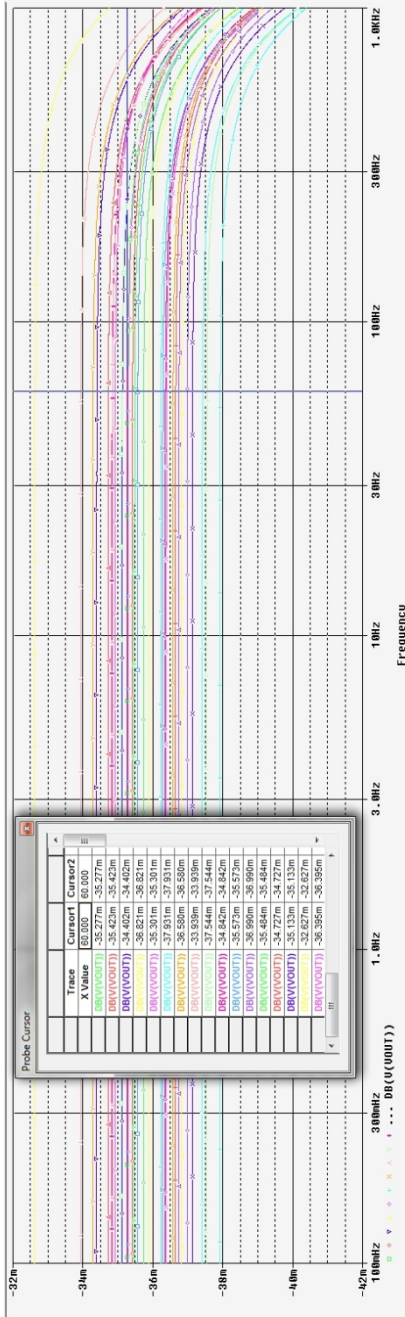 Probe Cursor
Trace Cursor1 Cursor2
X Value 60.000 60.000
DB(V(VOUT)) -35.277m -35.277m
DB(V(VOUT)) -35.423m -35.423m
DB(V(VOUT)) -34.402m -34.402m
DB(V(VOUT)) -36.821m -36.821m
DB(V(VOUT)) -35.301m -35.301m
DB(V(VOUT)) -37.931m -37.931m
DB(V(VOUT)) -36.580m -36.580m
DB(V(VOUT)) -33.939m -33.939m
DB(V(VOUT)) -37.544m -37.544m
DB(V(VOUT)) -34.842m -34.842m
DB(V(VOUT)) -35.573m -35.573m
DB(V(VOUT)) -36.990m -36.990m
DB(V(VOUT)) -35.484m -35.484m
DB(V(VOUT)) -34.727m -34.727m
DB(V(VOUT)) -35.133m -35.133m
DB(V(VOUT)) -32.627m -32.627m
DB(V(VOUT)) -36.395m -36.395m
-32m
-34m
-36m
-38m
-40m
-42m
100mHz 300mHz 1.0Hz 3.0Hz 10Hz 30Hz 100Hz 300Hz 1.0KHz
... DB(V(VOUT))
Frequency